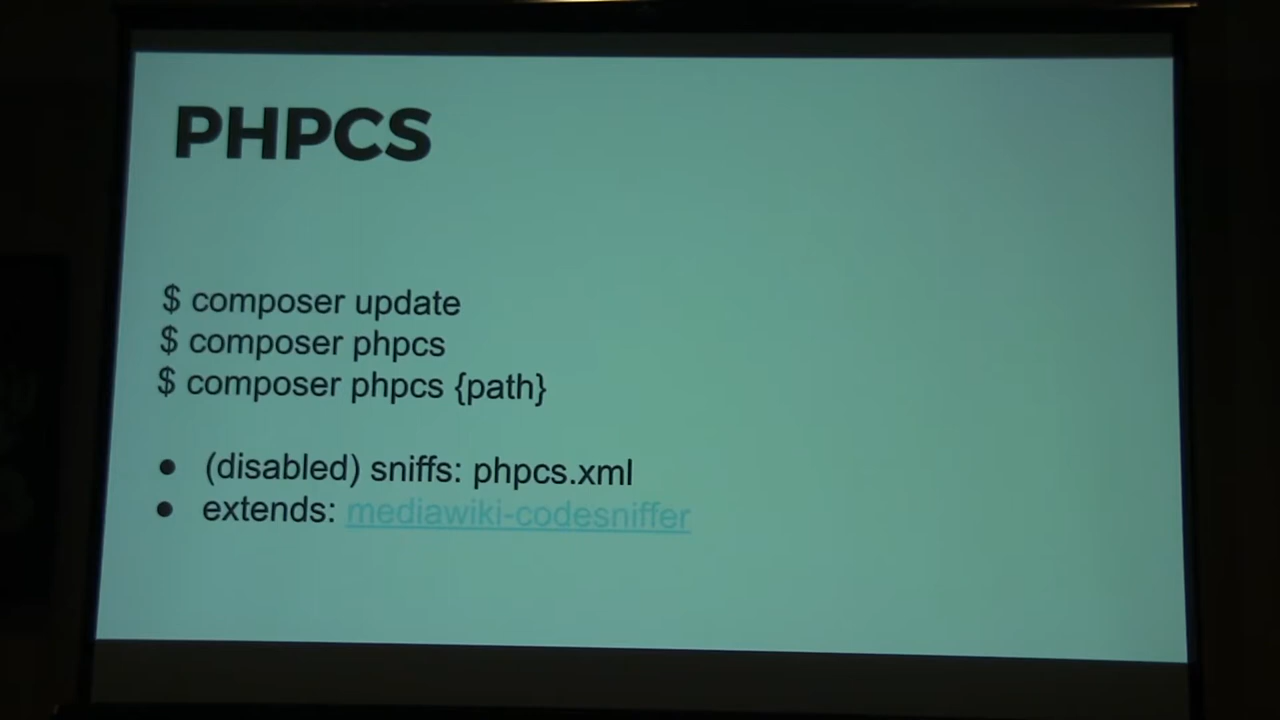 PHPCS
$ composer update
$ composer phpcs
$ composer phpcs {path}
● (disabled) sniffs: phpcs.xml
● extends: mediawiki-codesniffer